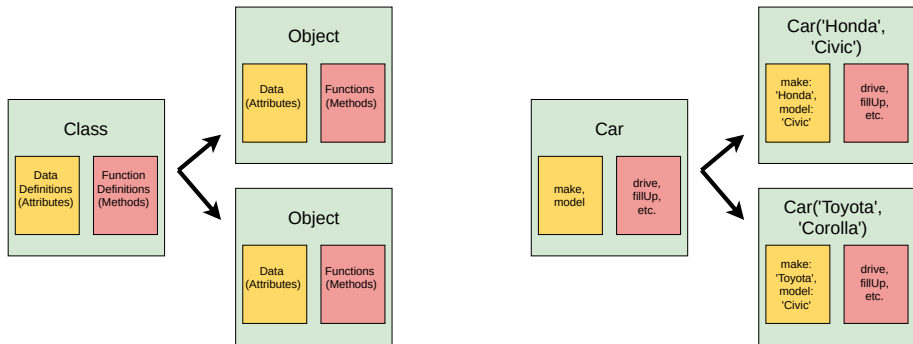 Class
Data
Definitions
(Attributes)
Function
Definitions
(Methods)
Object
Data
(Attributes)
Functions
(Methods)
Object
Data
(Attributes)
Functions
(Methods)
Car
make,
model
drive,
fillUp,
etc.
Car('Honda',
'Civic')
make:
'Honda',
model:
'Civic'
drive,
fillUp,
etc.
Car('Toyota',
'Corolla')
make:
'Toyota',
model:
'Civic'
drive,
fillUp,
etc.